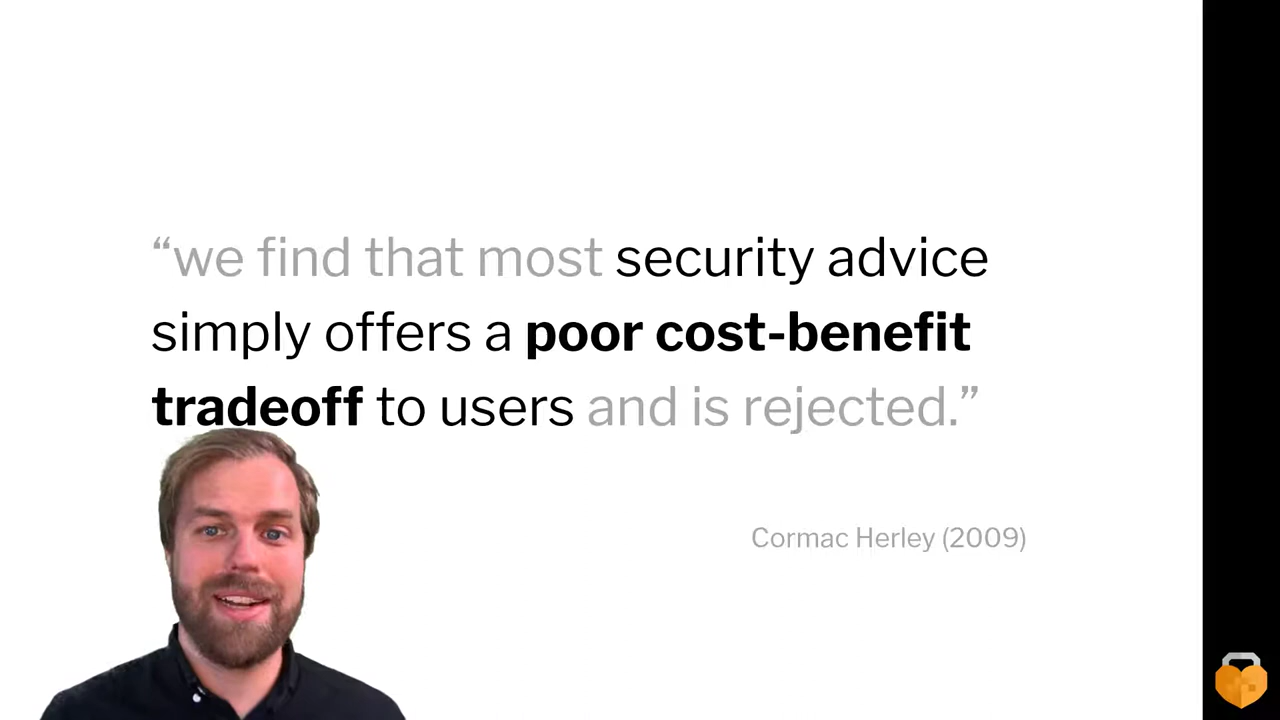 “we find that most security advice
simply offers a poor cost-benefit
tradeoff to users and is rejected.”
Cormac Herley (2009)